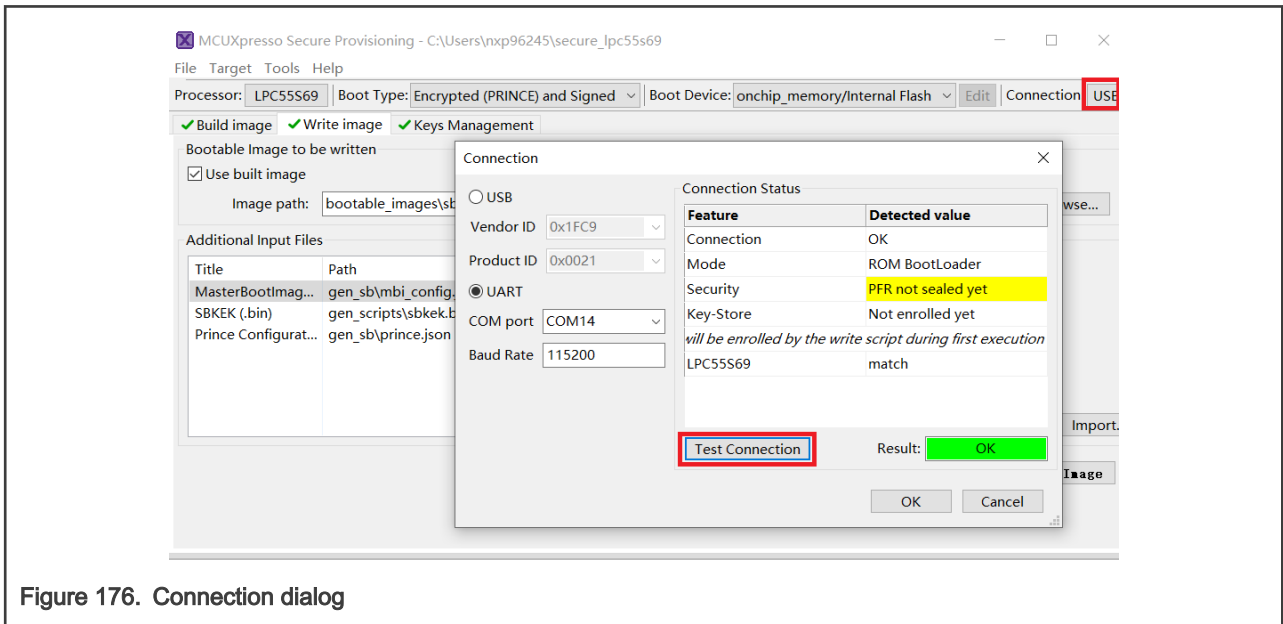 MCUXpresso Secure Provisioning - C:\Users\nxp96245\secure_lpc55s69
File Target Tools Help
Processor: LPC55S69 Boot Type: Encrypted (PRINCE) and Signed Boot Device: onchip_memory/Internal Flash Edit Connection USB
Build image Write image Keys Management
Bootable Image to be written
Use built image
Image path: bootable_images\sb
wse...
Additional Input Files
Title Path
MasterBootImag... gen_sb\mbi_config.
SBKEK (.bin) gen_scripts\sbkek.b
Prince Configurat... gen_sb\prince.json
Import.
Image
Connection
USB
Vendor ID 0x1FC9
Product ID 0x0021
UART
COM port COM14
Baud Rate 115200
Connection Status
Feature Detected value
Connection OK
Mode ROM BootLoader
Security PFR not sealed yet
Key-Store Not enrolled yet
will be enrolled by the write script during first execution
LPC55S69 match
Test Connection Result: OK
OK Cancel
Figure 176. Connection dialog